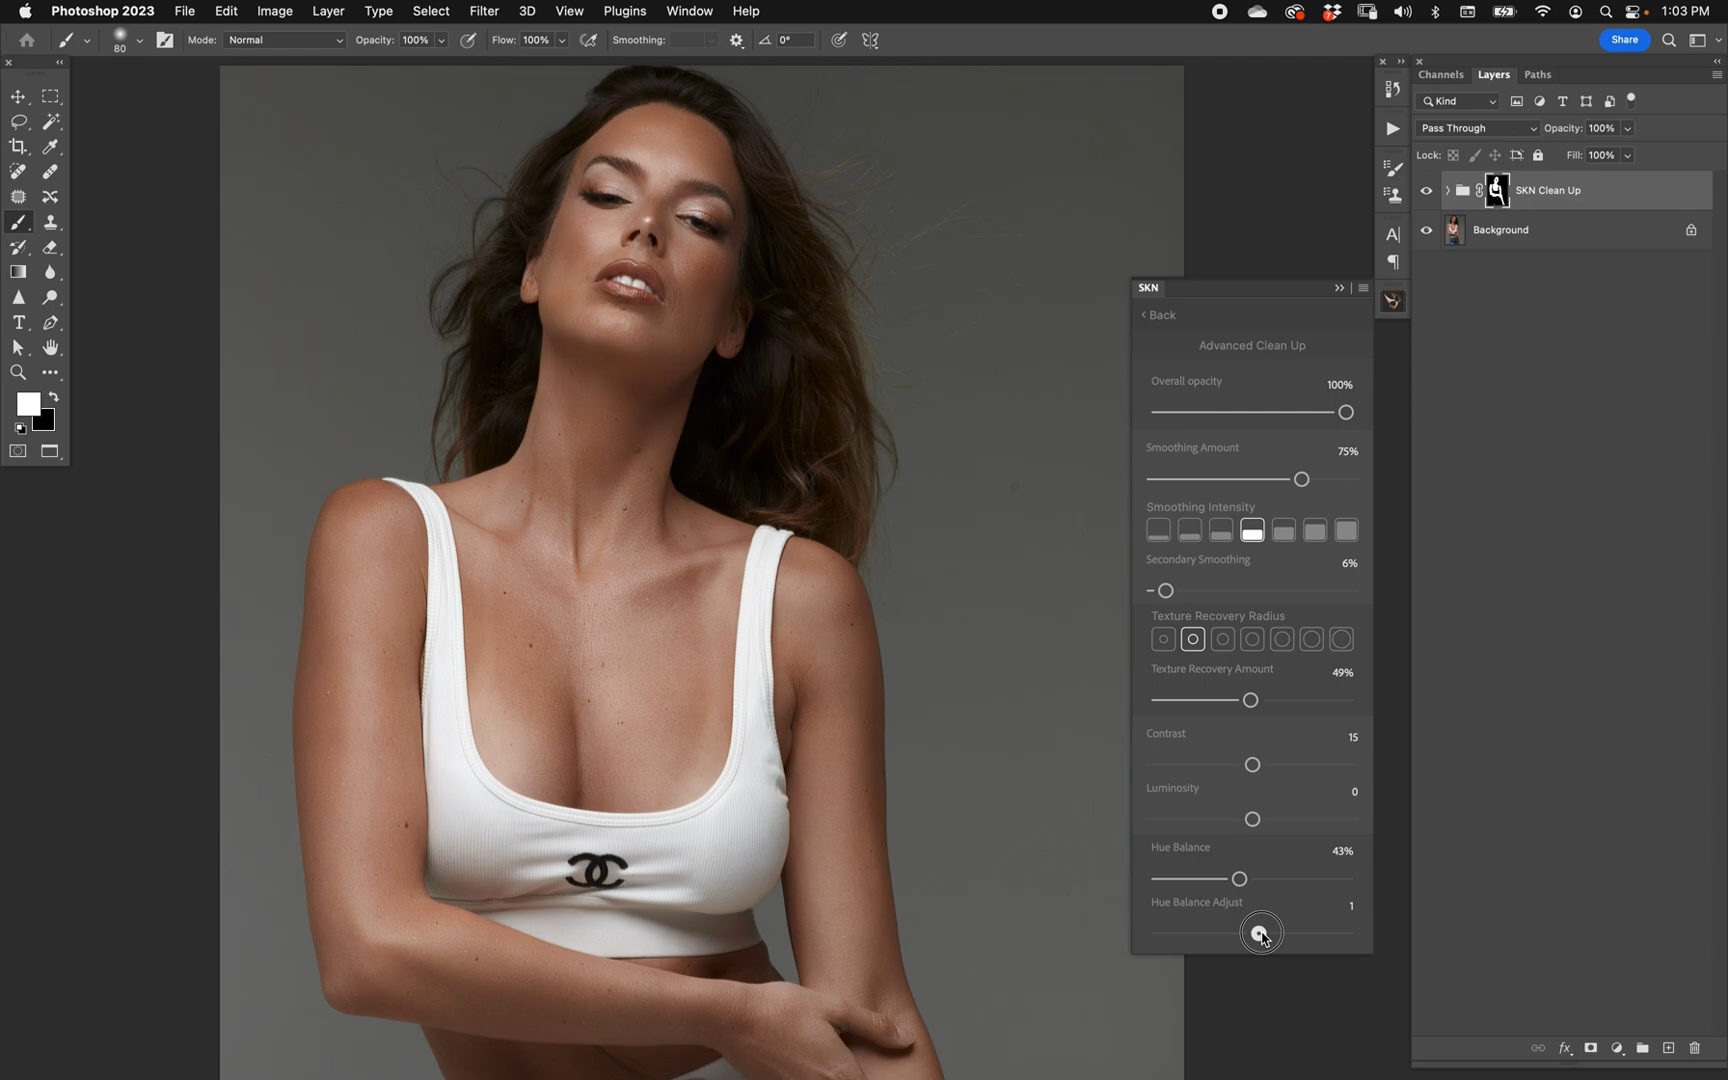 Photoshop 2023 File Edit Image Layer Type Select Filter 3D View Plugins Window Help 7 1:03 PM
80 Mode: Normal Opacity: 100% Flow: 100% Smoothing: 0° Share
Channels Layers Paths
Kind
Pass Through Opacity: 100%
Lock: Fill: 100%
SKN Clean Up
Background
SKN
Back
Advanced Clean Up
Overall opacity 100%
Smoothing Amount 75%
Smoothing Intensity
Secondary Smoothing 6%
Texture Recovery Radius
Texture Recovery Amount 49%
Contrast 15
Luminosity 0
Hue Balance 43%
Hue Balance Adjust 1